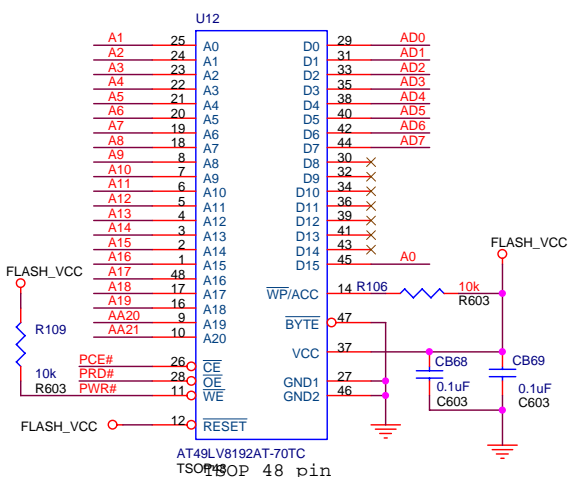 U12
A1 25 A0 D0 29 AD0
A2 24 A1 D1 31 AD1
A3 23 A2 D2 33 AD2
A4 22 A3 D3 35 AD3
A5 21 A4 D4 38 AD4
A6 20 A5 D5 40 AD5
A7 19 A6 D6 42 AD6
A8 18 A7 D7 44 AD7
A9 8 A8 D8 30
A10 7 A9 D9 32
A11 6 A10 D10 34
A12 5 A11 D11 36
A13 4 A12 D12 39
A14 3 A13 D13 41
A15 2 A14 D14 43
A16 1 A15 D15 45 A0
A17 48 A16
A18 17 A17 WP/ACC 14 R106 10k R603
A19 16 A18
AA20 9 A19 BYTE 47
AA21 10 A20
FLASH_VCC
FLASH_VCC
R109
10k
R603
VCC 37
PCE# 26 CE
PRD# 28 OE GND1 27
PWR# 11 WE GND2 46
CB68
0.1uF
C603
CB69
0.1uF
C603
FLASH_VCC 12 RESET
AT49LV8192AT-70TC
TSOP48
TSOP 48 pin